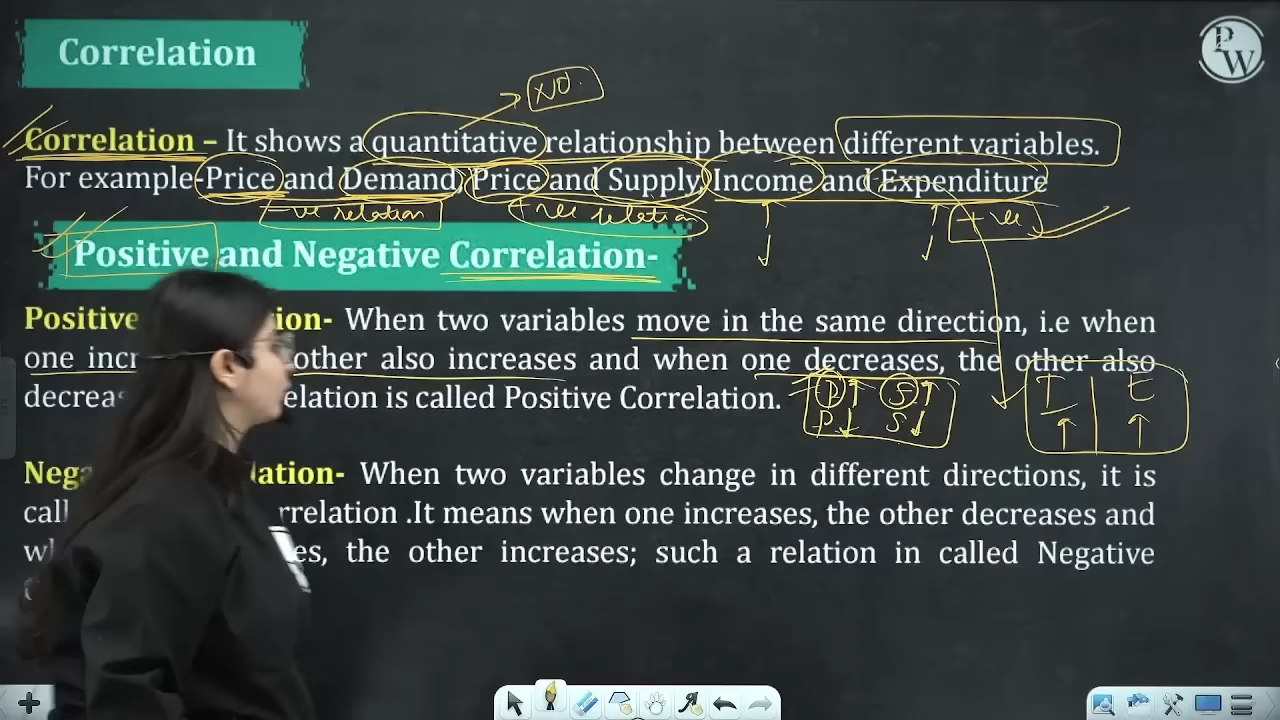 Correlation
PW
NO.
Correlation – It shows a quantitative relationship between different variables.
For example-Price and Demand, Price and Supply, Income and Expenditure
-ve relation +ve relation +ve
Positive and Negative Correlation-
Positive ion- When two variables move in the same direction, i.e when
one incr other also increases and when one decreases, the other also
decreas elation is called Positive Correlation.
P↑ S↑ I E
P↓ S↓ ↑ ↑
Nega lation- When two variables change in different directions, it is
call rrelation .It means when one increases, the other decreases and
wh es, the other increases; such a relation in called Negative